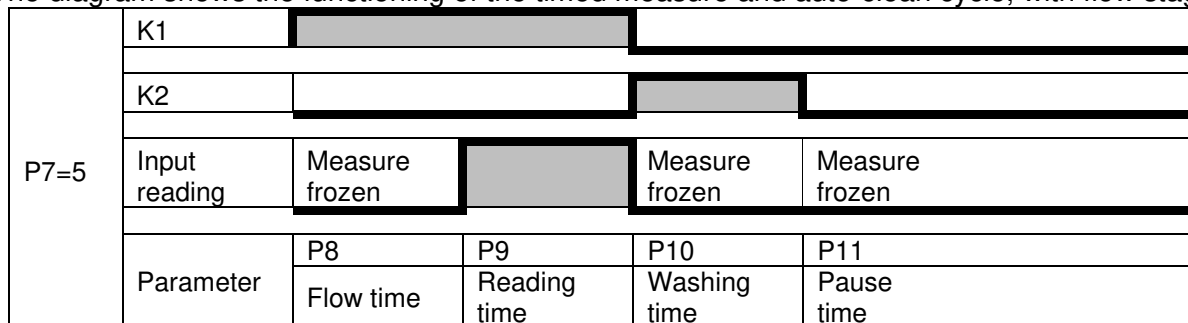 The diagram shows the functioning of the timed measure and auto-clean cycle, with flow
K1
K2
P7=5
Input reading
Measure frozen
Measure frozen
Measure frozen
Parameter
P8
P9
P10
P11
Flow time
Reading time
Washing time
Pause time